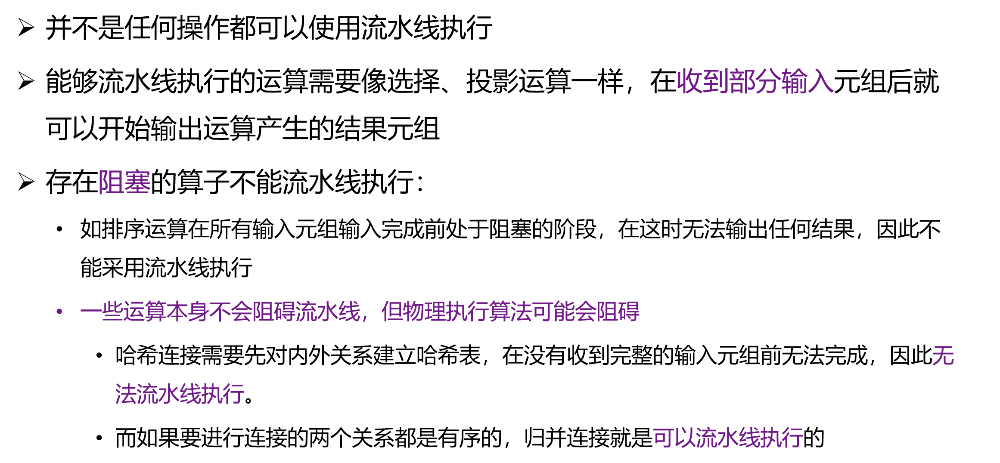 ➢ 并不是任何操作都可以使用流水线执行
➢ 能够流水线执行的运算需要像选择、投影运算一样，在收到部分输入元组后就
可以开始输出运算产生的结果元组
➢ 存在阻塞的算子不能流水线执行：
• 如排序运算在所有输入元组输入完成前处于阻塞的阶段，在这时无法输出任何结果，因此不
能采用流水线执行
• 一些运算本身不会阻碍流水线，但物理执行算法可能会阻碍
• 哈希连接需要先对内外关系建立哈希表，在没有收到完整的输入元组前无法完成，因此无
法流水线执行。
• 而如果要进行连接的两个关系都是有序的，归并连接就是可以流水线执行的